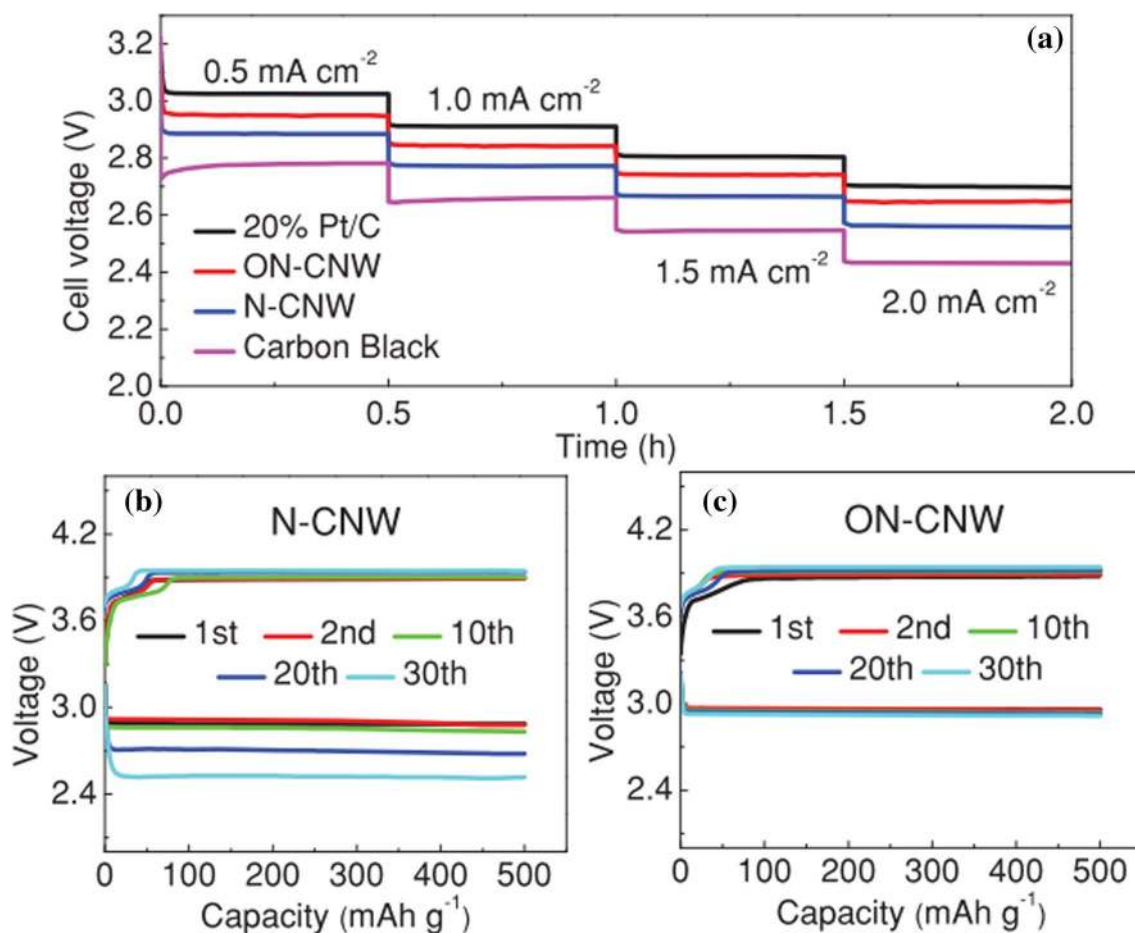 (a)
3.2
3.0
2.8
2.6
2.4
2.2
2.0
Cell voltage (V)
0.5 mA cm⁻²
1.0 mA cm⁻²
1.5 mA cm⁻²
2.0 mA cm⁻²
20% Pt/C
ON-CNW
N-CNW
Carbon Black
0.0 0.5 1.0 1.5 2.0
Time (h)
(b)
N-CNW
4.2
3.6
3.0
2.4
Voltage (V)
1st 2nd 10th
20th 30th
0 100 200 300 400 500
Capacity (mAh g⁻¹)
(c)
ON-CNW
4.2
3.6
3.0
2.4
Voltage (V)
1st 2nd 10th
20th 30th
0 100 200 300 400 500
Capacity (mAh g⁻¹)